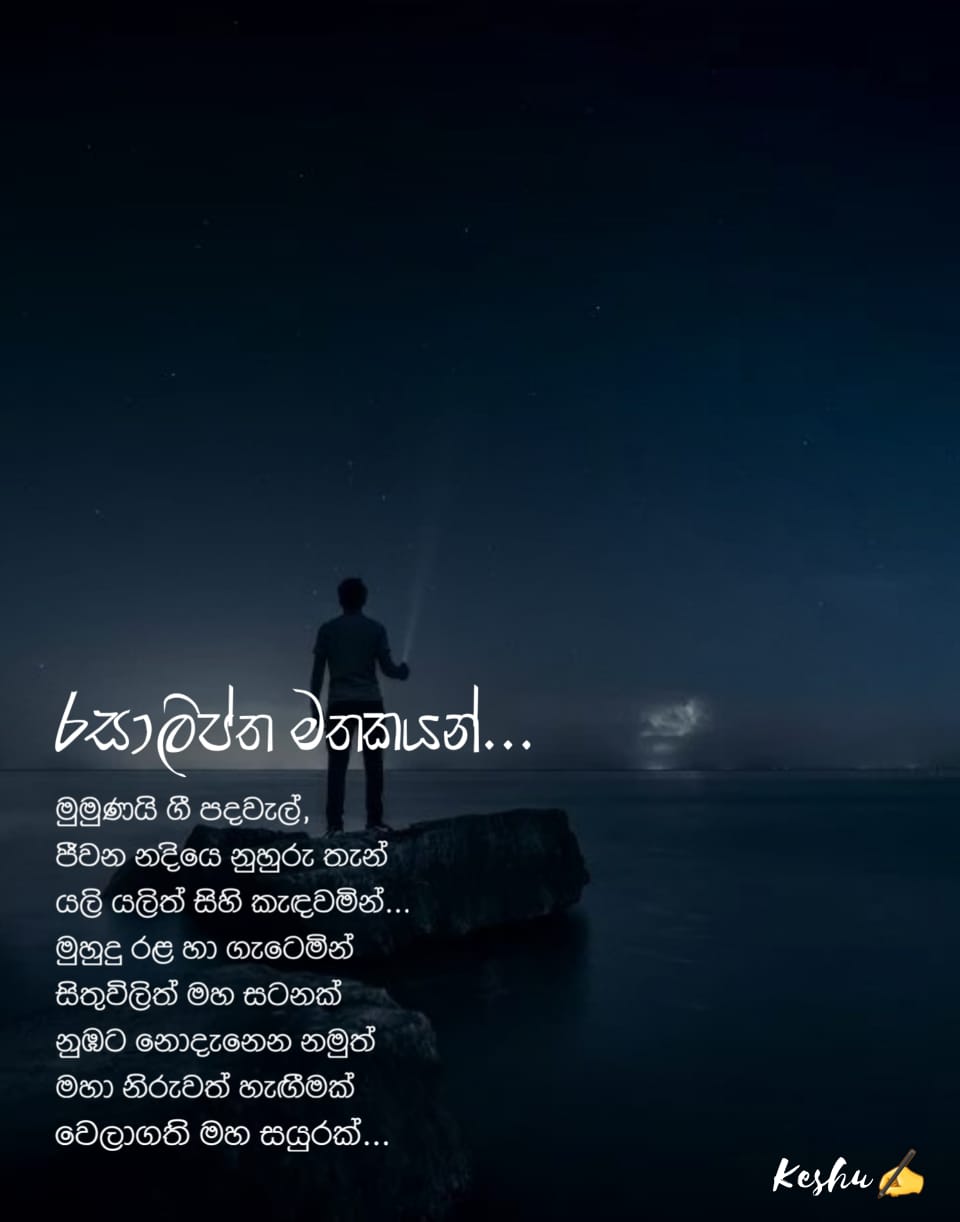 රසාලිප්ත මතකයන්...
මුමුණයි ගී පදවැල්,
ජීවන නදියෙ නුහුරු තැන්
යලි යලිත් සිහි කැඳවමින්...
මුහුදු රළ හා ගැටෙමින්
සිතුවිලිත් මහ සටනක්
නුඹට නොදැනෙන නමුත්
මහා නිරුවත් හැඟීමක්
වෙලාගති මහ සයුරක්...
Keshu✍️